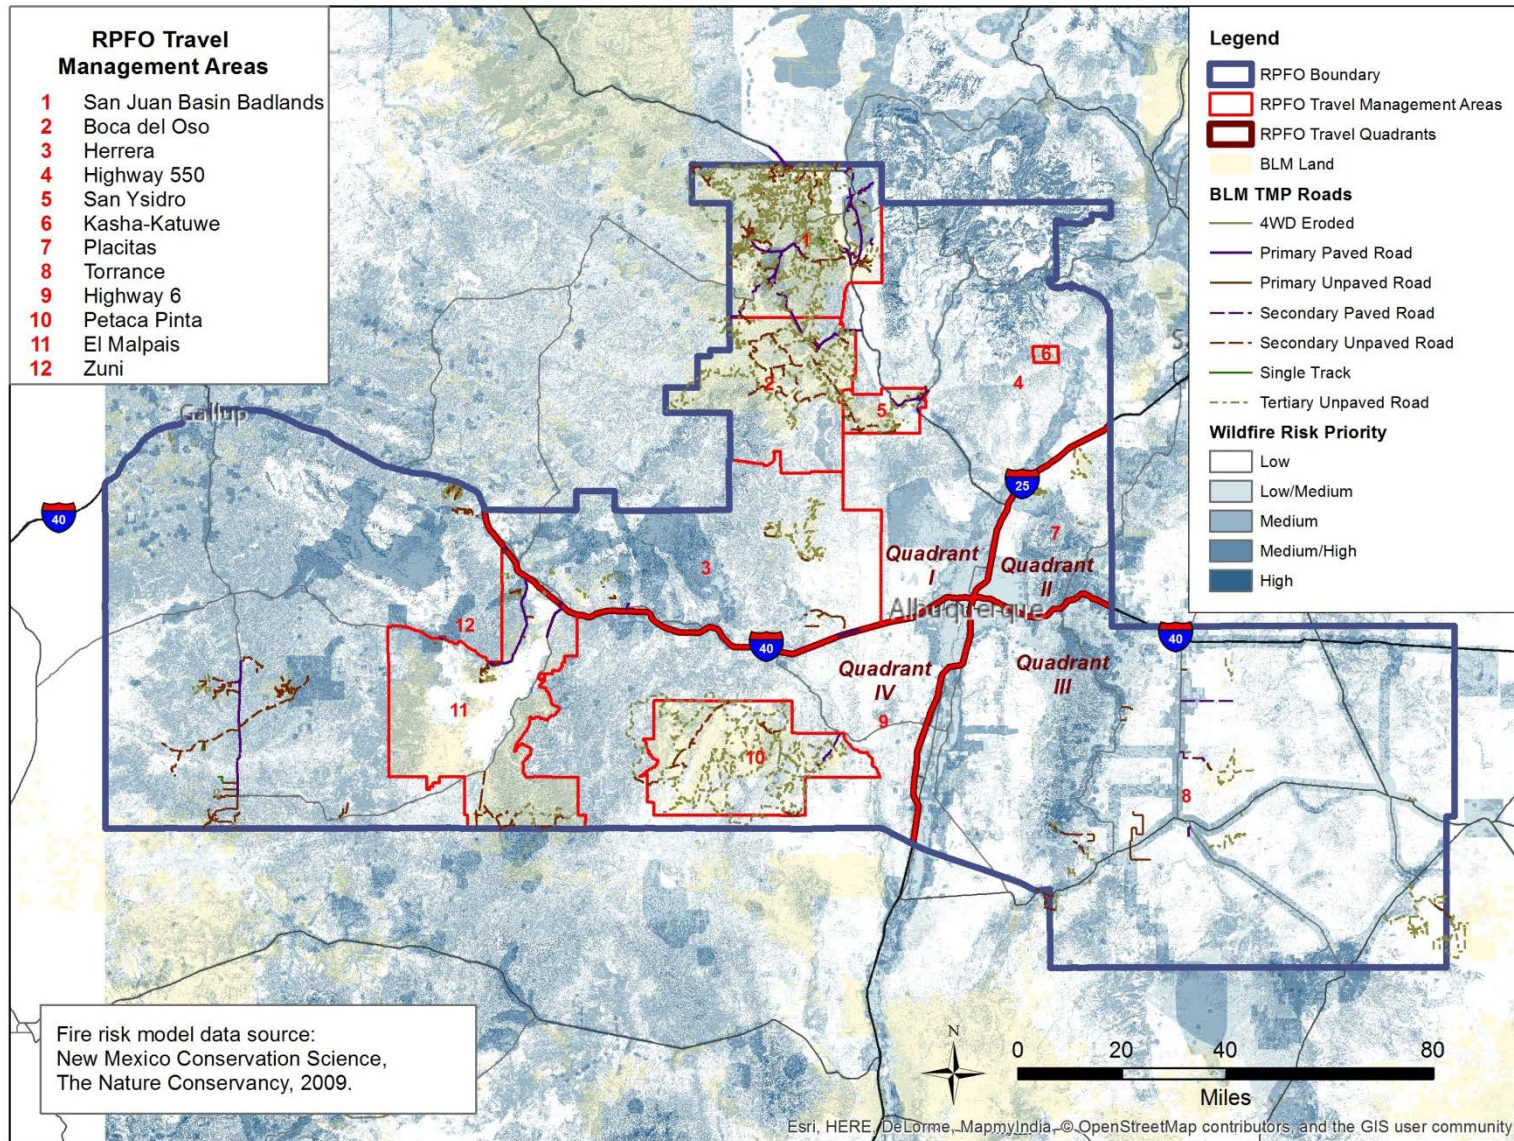 RPFO Travel
Management Areas
1 San Juan Basin Badlands
2 Boca del Oso
3 Herrera
4 Highway 550
5 San Ysidro
6 Kasha-Katuwe
7 Placitas
8 Torrance
9 Highway 6
10 Petaca Pinta
11 El Malpais
12 Zuni
Legend
RPFO Boundary
RPFO Travel Management Areas
RPFO Travel Quadrants
BLM Land
BLM TMP Roads
4WD Eroded
Primary Paved Road
Primary Unpaved Road
Secondary Paved Road
Secondary Unpaved Road
Single Track
Tertiary Unpaved Road
Wildfire Risk Priority
Low
Low/Medium
Medium
Medium/High
High
1
6
4
2
5
Gallup
25
40
7
3
Quadrant
I
Quadrant
II
Albuquerque
12
40
40
Quadrant
IV
Quadrant
III
9
11
9
10
8
Fire risk model data source:
New Mexico Conservation Science,
The Nature Conservancy, 2009.
N
0 20 40 80
Miles
Esri, HERE, DeLorme, MapmyIndia, © OpenStreetMap contributors, and the GIS user community